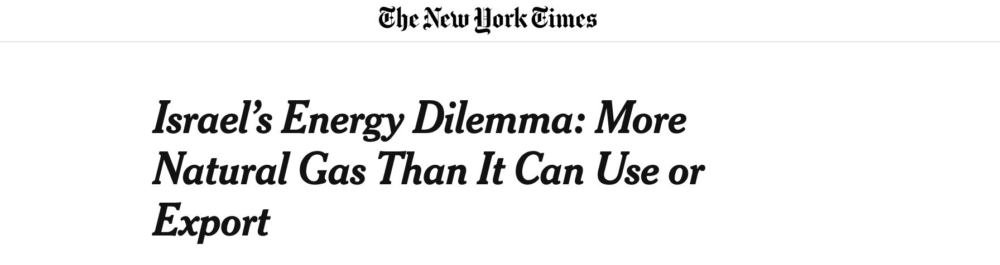 The New York Times
Israel’s Energy Dilemma: More
Natural Gas Than It Can Use or
Export